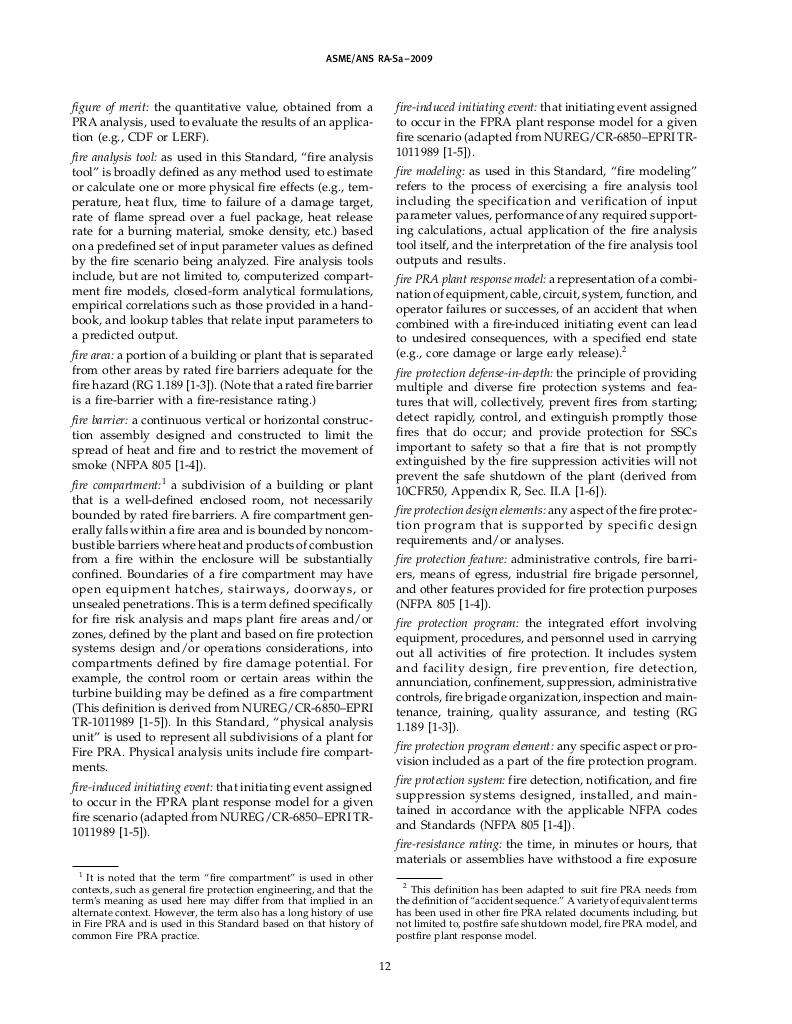 ASME/ANS RA-Sa–2009
figure of merit: the quantitative value, obtained from a
PRA analysis, used to evaluate the results of an applica-
tion (e.g., CDF or LERF).
fire analysis tool: as used in this Standard, “fire analysis
tool” is broadly defined as any method used to estimate
or calculate one or more physical fire effects (e.g., tem-
perature, heat flux, time to failure of a damage target,
rate of flame spread over a fuel package, heat release
rate for a burning material, smoke density, etc.) based
on a predefined set of input parameter values as defined
by the fire scenario being analyzed. Fire analysis tools
include, but are not limited to, computerized compart-
ment fire models, closed-form analytical formulations,
empirical correlations such as those provided in a hand-
book, and lookup tables that relate input parameters to
a predicted output.
fire area: a portion of a building or plant that is separated
from other areas by rated fire barriers adequate for the
fire hazard (RG 1.189 [1-3]). (Note that a rated fire barrier
is a fire-barrier with a fire-resistance rating.)
fire barrier: a continuous vertical or horizontal construc-
tion assembly designed and constructed to limit the
spread of heat and fire and to restrict the movement of
smoke (NFPA 805 [1-4]).
fire compartment:1 a subdivision of a building or plant
that is a well-defined enclosed room, not necessarily
bounded by rated fire barriers. A fire compartment gen-
erally falls within a fire area and is bounded by noncom-
bustible barriers where heat and products of combustion
from a fire within the enclosure will be substantially
confined. Boundaries of a fire compartment may have
open equipment hatches, stairways, doorways, or
unsealed penetrations. This is a term defined specifically
for fire risk analysis and maps plant fire areas and/or
zones, defined by the plant and based on fire protection
systems design and/or operations considerations, into
compartments defined by fire damage potential. For
example, the control room or certain areas within the
turbine building may be defined as a fire compartment
(This definition is derived from NUREG/CR-6850–EPRI
TR-1011989 [1-5]). In this Standard, “physical analysis
unit” is used to represent all subdivisions of a plant for
Fire PRA. Physical analysis units include fire compart-
ments.
fire-induced initiating event: that initiating event assigned
to occur in the FPRA plant response model for a given
fire scenario (adapted from NUREG/CR-6850–EPRI TR-
1011989 [1-5]).
1 It is noted that the term “fire compartment” is used in other
contexts, such as general fire protection engineering, and that the
term’s meaning as used here may differ from that implied in an
alternate context. However, the term also has a long history of use
in Fire PRA and is used in this Standard based on that history of
common Fire PRA practice.
fire-induced initiating event: that initiating event assigned
to occur in the FPRA plant response model for a given
fire scenario (adapted from NUREG/CR-6850–EPRI TR-
1011989 [1-5]).
fire modeling: as used in this Standard, “fire modeling”
refers to the process of exercising a fire analysis tool
including the specification and verification of input
parameter values, performance of any required support-
ing calculations, actual application of the fire analysis
tool itself, and the interpretation of the fire analysis tool
outputs and results.
fire PRA plant response model: a representation of a combi-
nation of equipment, cable, circuit, system, function, and
operator failures or successes, of an accident that when
combined with a fire-induced initiating event can lead
to undesired consequences, with a specified end state
(e.g., core damage or large early release).2
fire protection defense-in-depth: the principle of providing
multiple and diverse fire protection systems and fea-
tures that will, collectively, prevent fires from starting;
detect rapidly, control, and extinguish promptly those
fires that do occur; and provide protection for SSCs
important to safety so that a fire that is not promptly
extinguished by the fire suppression activities will not
prevent the safe shutdown of the plant (derived from
10CFR50, Appendix R, Sec. II.A [1-6]).
fire protection design elements: any aspect of the fire protec-
tion program that is supported by specific design
requirements and/or analyses.
fire protection feature: administrative controls, fire barri-
ers, means of egress, industrial fire brigade personnel,
and other features provided for fire protection purposes
(NFPA 805 [1-4]).
fire protection program: the integrated effort involving
equipment, procedures, and personnel used in carrying
out all activities of fire protection. It includes system
and facility design, fire prevention, fire detection,
annunciation, confinement, suppression, administrative
controls, fire brigade organization, inspection and main-
tenance, training, quality assurance, and testing (RG
1.189 [1-3]).
fire protection program element: any specific aspect or pro-
vision included as a part of the fire protection program.
fire protection system: fire detection, notification, and fire
suppression systems designed, installed, and main-
tained in accordance with the applicable NFPA codes
and Standards (NFPA 805 [1-4]).
fire-resistance rating: the time, in minutes or hours, that
materials or assemblies have withstood a fire exposure
2 This definition has been adapted to suit fire PRA needs from
the definition of “accident sequence.” A variety of equivalent terms
has been used in other fire PRA related documents including, but
not limited to, postfire safe shutdown model, fire PRA model, and
postfire plant response model.
12